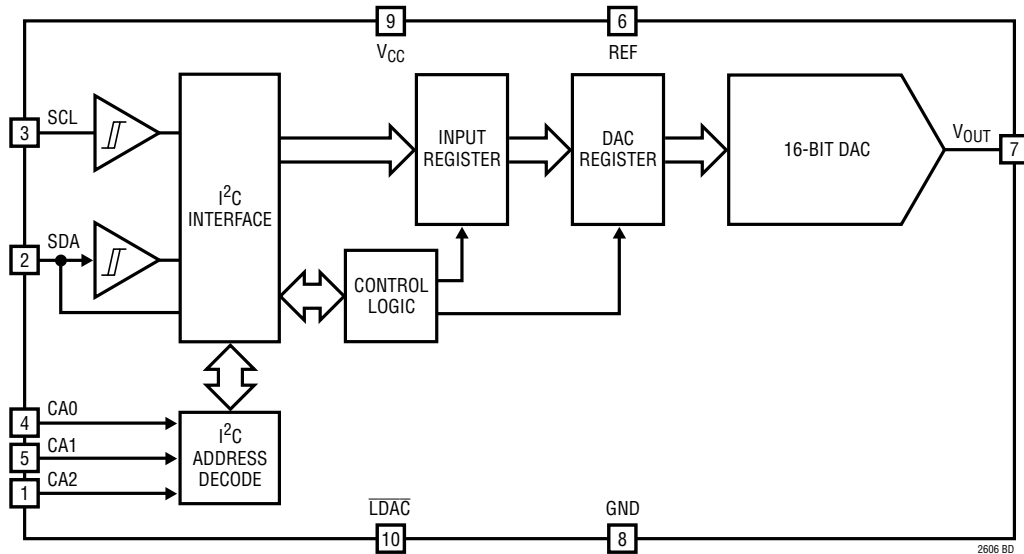 9
V_CC
6
REF
3
SCL
I²C
INTERFACE
INPUT
REGISTER
DAC
REGISTER
16-BIT DAC
V_OUT
7
2
SDA
CONTROL
LOGIC
4
CA0
5
CA1
1
CA2
I²C
ADDRESS
DECODE
L̅D̅A̅C̅
10
GND
8
2606 BD